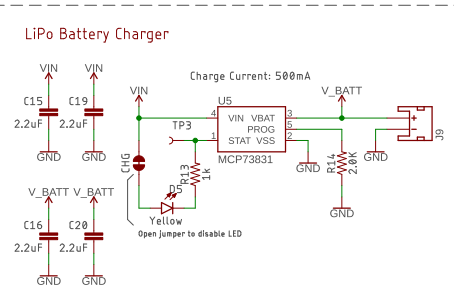 LiPo Battery Charger
VIN VIN
C15 C19
2.2uF 2.2uF
GND GND
V_BATT V_BATT
C16 C20
2.2uF 2.2uF
GND GND
Charge Current: 500mA
VIN
V_BATT
U5
4 VIN VBAT 3
PROG 5
1 STAT VSS 2
MCP73831
TP3
CHG
R13
1k
D5
Yellow
Open jumper to disable LED
GND
R14
2.0K
GND
+
-
GND
J9